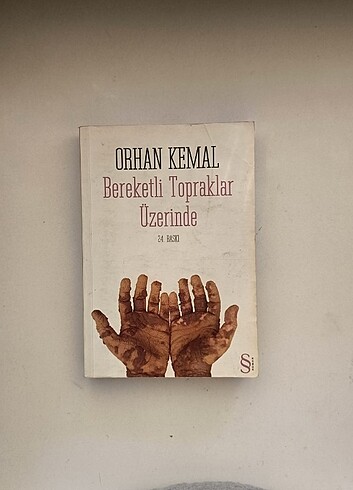 ORHAN KEMAL
Bereketli Topraklar
Üzerinde
24. BASKI